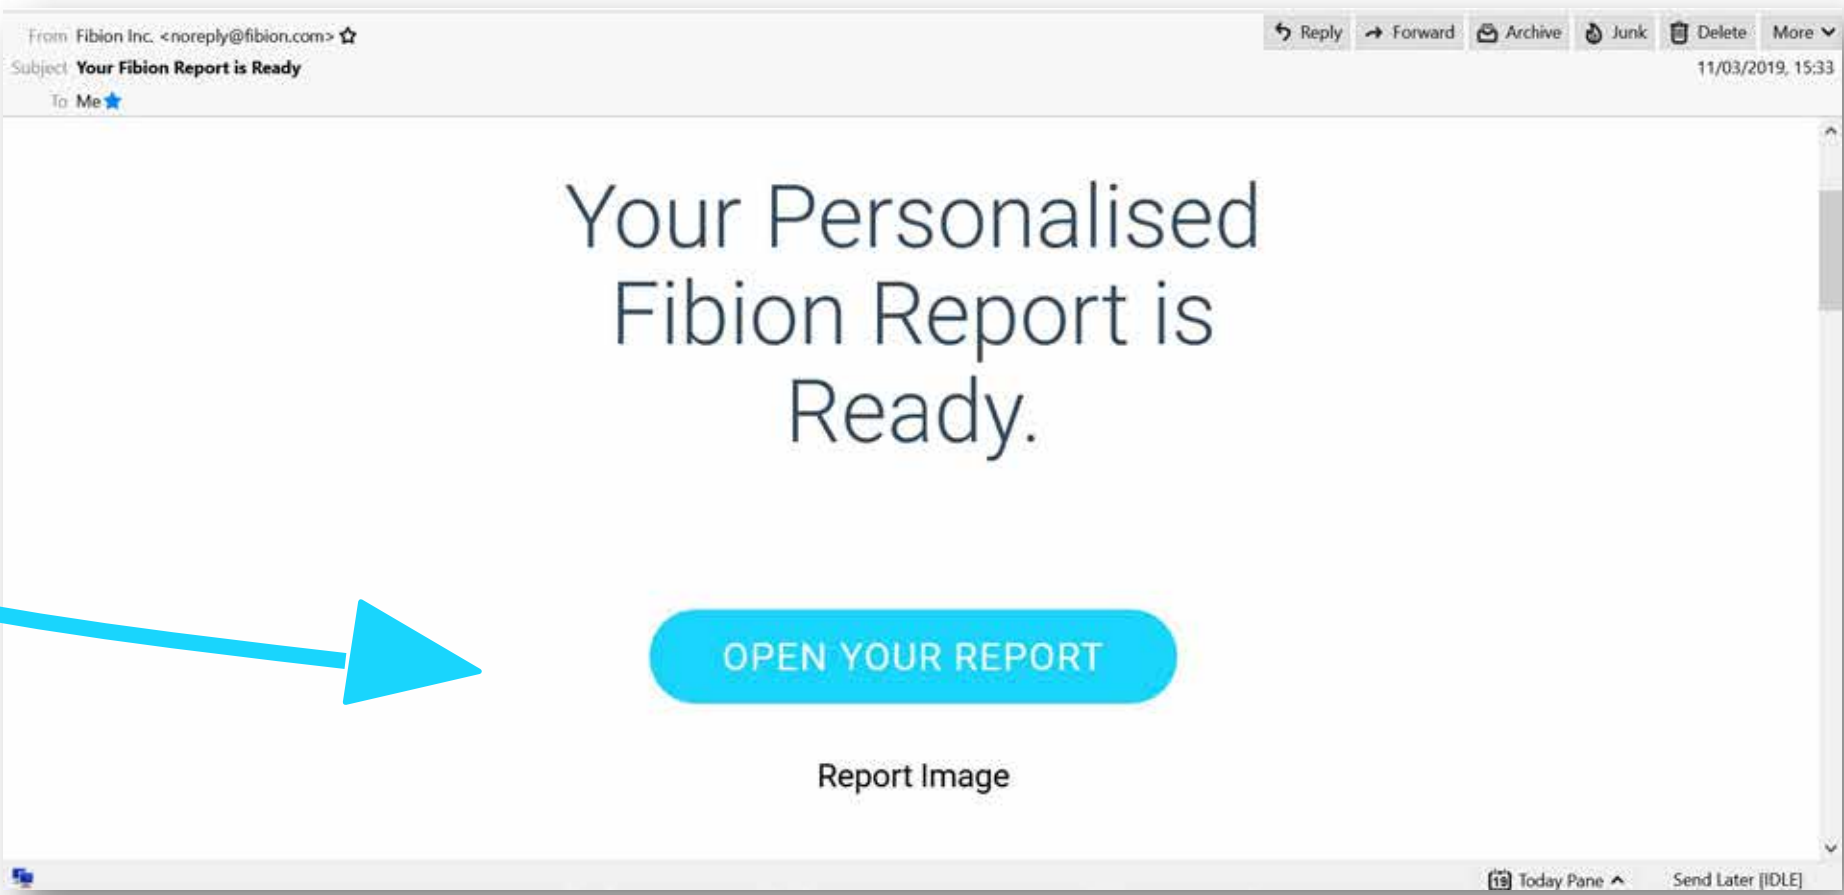 From Fibion Inc. <noreply@fibion.com>
Reply Forward Archive Junk Delete More
Subject Your Fibion Report is Ready
11/03/2019, 15:33
To Me
Your Personalised
Fibion Report is
Ready.
OPEN YOUR REPORT
Report Image
19 Today Pane Send Later [IDLE]